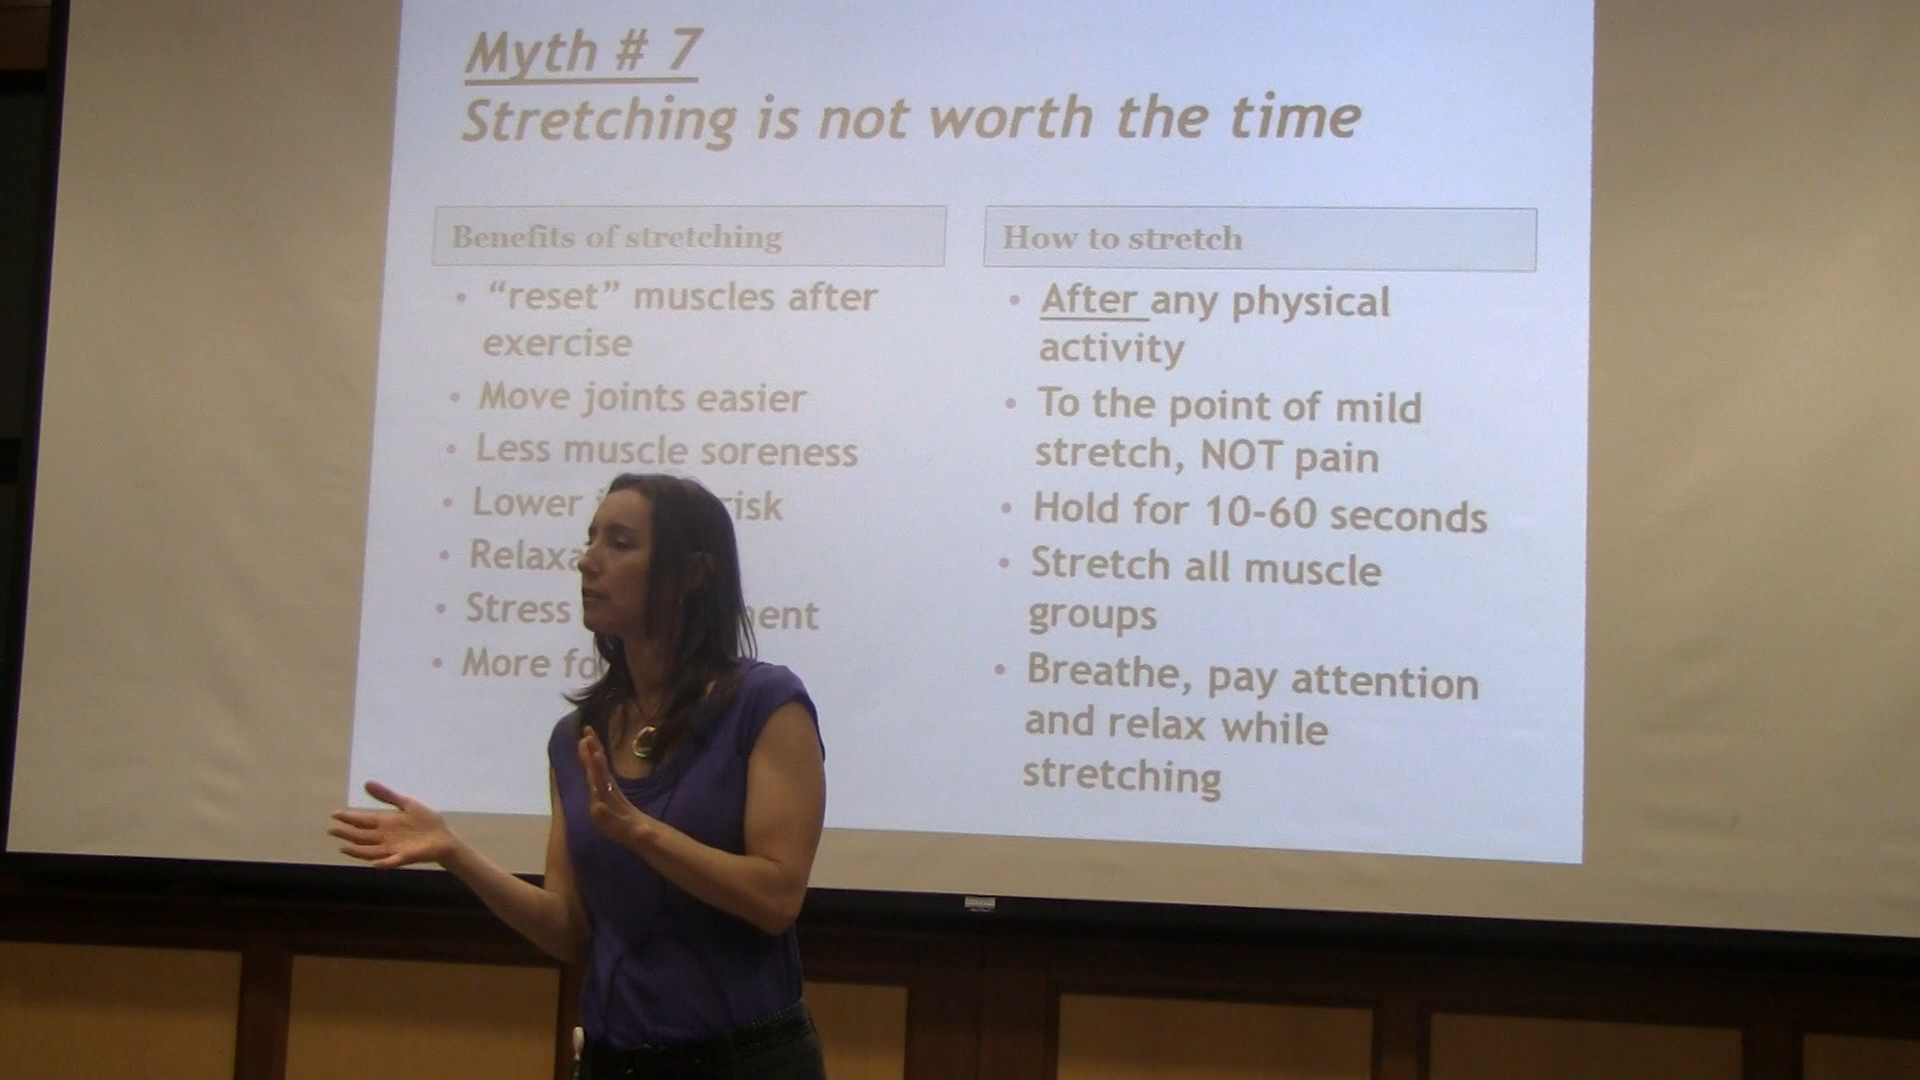 Myth # 7
Stretching is not worth the time
Benefits of stretching
• “reset” muscles after
exercise
• Move joints easier
• Less muscle soreness
• Lower risk
•
• Stress
• More
How to stretch
• After any physical
activity
• To the point of mild
stretch, NOT pain
• Hold for 10-60 seconds
• Stretch all muscle
groups
• Breathe, pay attention
and relax while
stretching